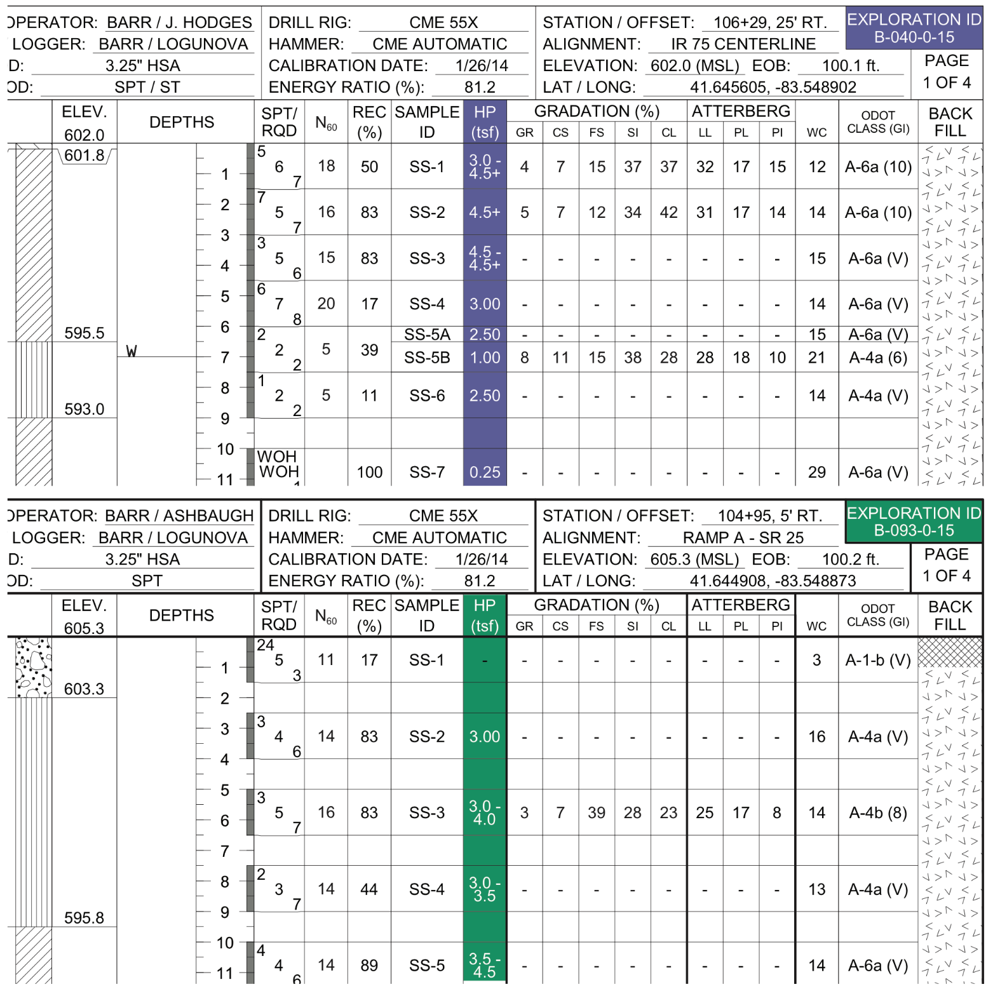 OPERATOR: BARR / J. HODGES DRILL RIG: CME 55X STATION / OFFSET: 106+29, 25' RT. EXPLORATION ID
LOGGER: BARR / LOGUNOVA HAMMER: CME AUTOMATIC ALIGNMENT: IR 75 CENTERLINE B-040-0-15
D: 3.25" HSA CALIBRATION DATE: 1/26/14 ELEVATION: 602.0 (MSL) EOB: 100.1 ft. PAGE
OD: SPT / ST ENERGY RATIO (%): 81.2 LAT / LONG: 41.645605, -83.548902 1 OF 4
ELEV. DEPTHS SPT/ N60 REC SAMPLE HP GRADATION (%) ATTERBERG ODOT BACK
602.0 RQD (%) ID (tsf) GR CS FS SI CL LL PL PI WC CLASS (GI) FILL
601.8 1 5 6 7 18 50 SS-1 3.0 - 4.5+ 4 7 15 37 37 32 17 15 12 A-6a (10)
2 7 5 7 16 83 SS-2 4.5+ 5 7 12 34 42 31 17 14 14 A-6a (10)
3 4 3 5 6 15 83 SS-3 4.5 - 4.5+ - - - - - - - - 15 A-6a (V)
5 6 7 8 20 17 SS-4 3.00 - - - - - - - - 14 A-6a (V)
595.5 6 SS-5A 2.50 - - - - - - - - 15 A-6a (V)
W 7 2 2 2 5 39 SS-5B 1.00 8 11 15 38 28 28 18 10 21 A-4a (6)
593.0 8 9 1 2 2 5 11 SS-6 2.50 - - - - - - - - 14 A-4a (V)
10 11 WOH WOH 1 100 SS-7 0.25 - - - - - - - - 29 A-6a (V)
OPERATOR: BARR / ASHBAUGH DRILL RIG: CME 55X STATION / OFFSET: 104+95, 5' RT. EXPLORATION ID
LOGGER: BARR / LOGUNOVA HAMMER: CME AUTOMATIC ALIGNMENT: RAMP A - SR 25 B-093-0-15
D: 3.25" HSA CALIBRATION DATE: 1/26/14 ELEVATION: 605.3 (MSL) EOB: 100.2 ft. PAGE
OD: SPT ENERGY RATIO (%): 81.2 LAT / LONG: 41.644908, -83.548873 1 OF 4
ELEV. DEPTHS SPT/ N60 REC SAMPLE HP GRADATION (%) ATTERBERG ODOT BACK
605.3 RQD (%) ID (tsf) GR CS FS SI CL LL PL PI WC CLASS (GI) FILL
603.3 1 24 5 3 11 17 SS-1 - - - - - - - - - 3 A-1-b (V)
2 3 4 3 4 6 14 83 SS-2 3.00 - - - - - - - - 16 A-4a (V)
5 6 3 5 7 16 83 SS-3 3.0 - 4.0 3 7 39 28 23 25 17 8 14 A-4b (8)
7 8 2 3 7 14 44 SS-4 3.0 - 3.5 - - - - - - - - 13 A-4a (V)
595.8 9
10 11 4 4 6 14 89 SS-5 3.5 - 4.5 - - - - - - - - 14 A-6a (V)